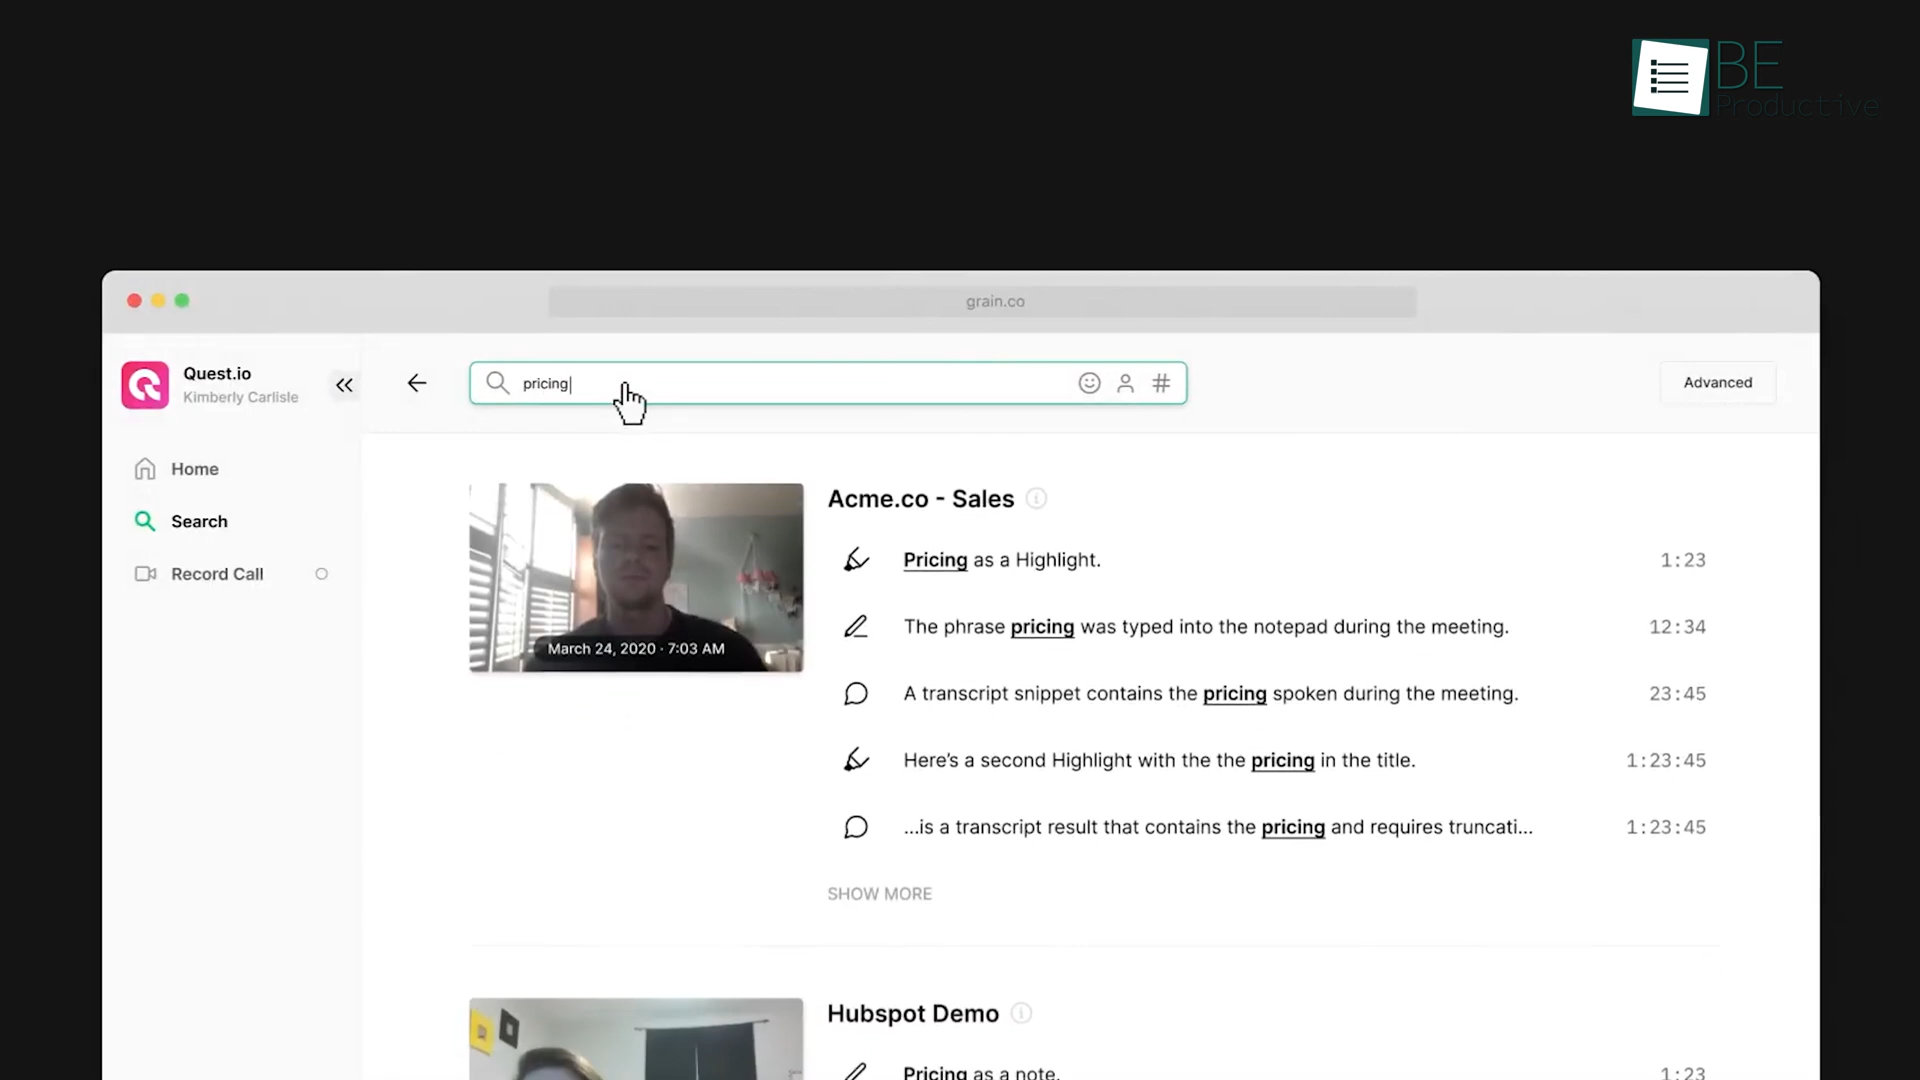 BE
Productive
grain.co
Quest.io
Kimberly Carlisle
pricing
Advanced
Home
Search
Record Call
March 24, 2020 · 7:03 AM
Acme.co - Sales
Pricing as a Highlight. 1:23
The phrase pricing was typed into the notepad during the meeting. 12:34
A transcript snippet contains the pricing spoken during the meeting. 23:45
Here's a second Highlight with the the pricing in the title. 1:23:45
...is a transcript result that contains the pricing and requires truncati... 1:23:45
SHOW MORE
Hubspot Demo
Pricing as a note. 1:23